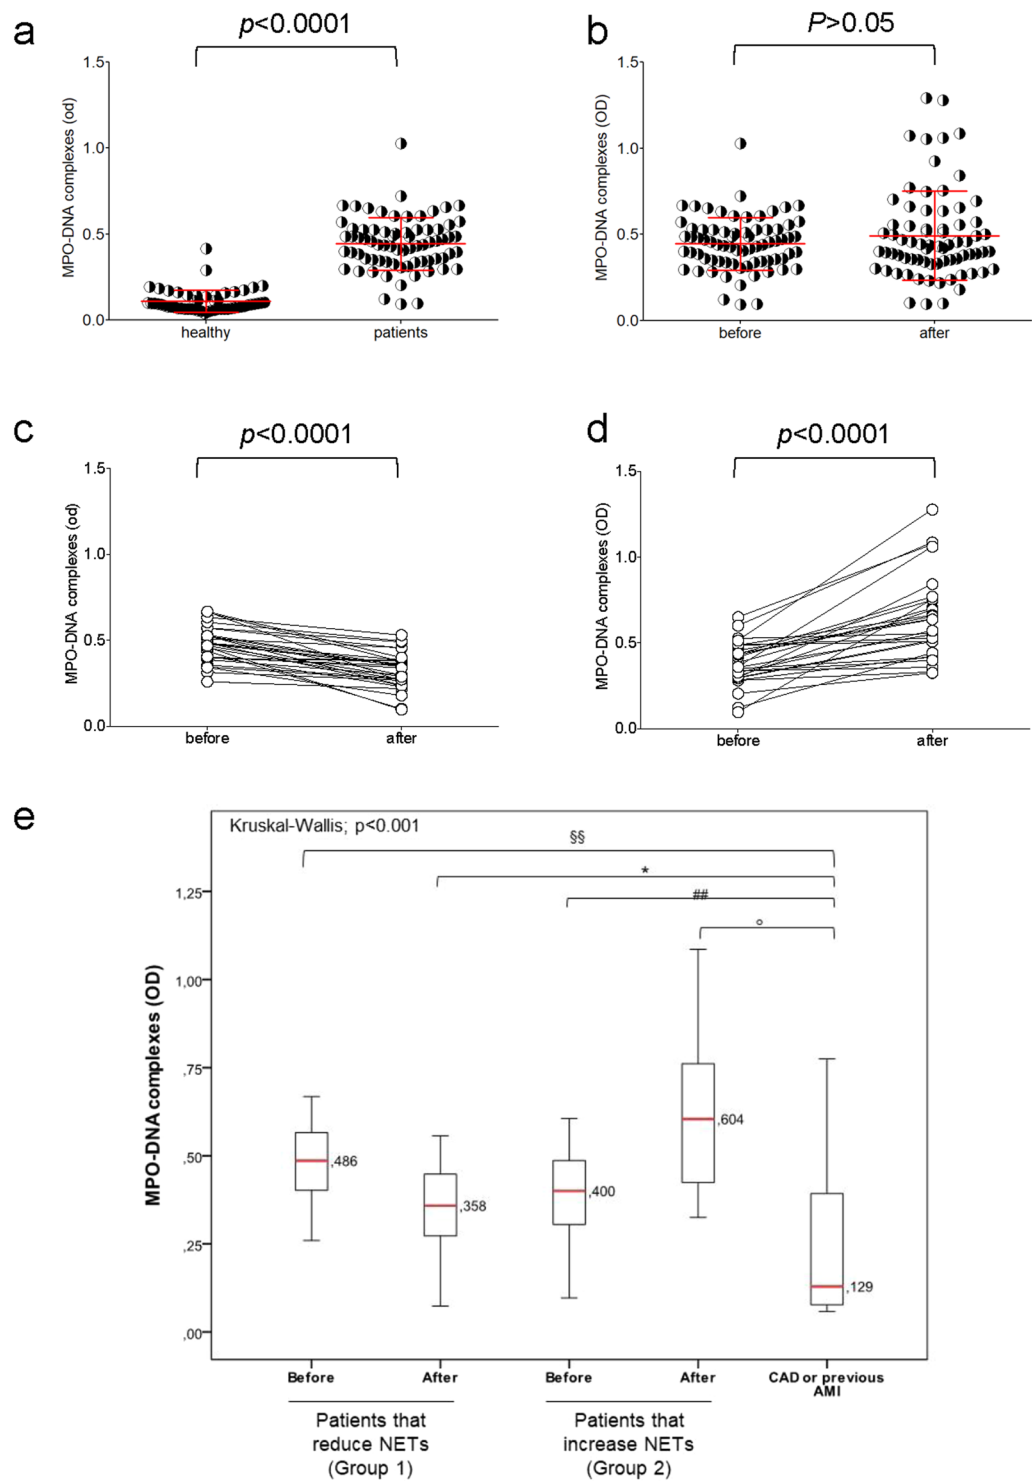 a
p<0.0001
MPO-DNA complexes (od)
1.5
1.0
0.5
0.0
healthy
patients
b
P>0.05
MPO-DNA complexes (OD)
1.5
1.0
0.5
0.0
before
after
c
p<0.0001
MPO-DNA complexes (od)
1.5
1.0
0.5
0.0
before
after
d
p<0.0001
MPO-DNA complexes (OD)
1.5
1.0
0.5
0.0
before
after
e
Kruskal-Wallis; p<0.001
§§
*
##
°
MPO-DNA complexes (OD)
1,25
1,00
,75
,50
,25
,00
,486
,358
,400
,604
,129
Before
After
Before
After
CAD or previous
AMI
Patients that
reduce NETs
(Group 1)
Patients that
increase NETs
(Group 2)